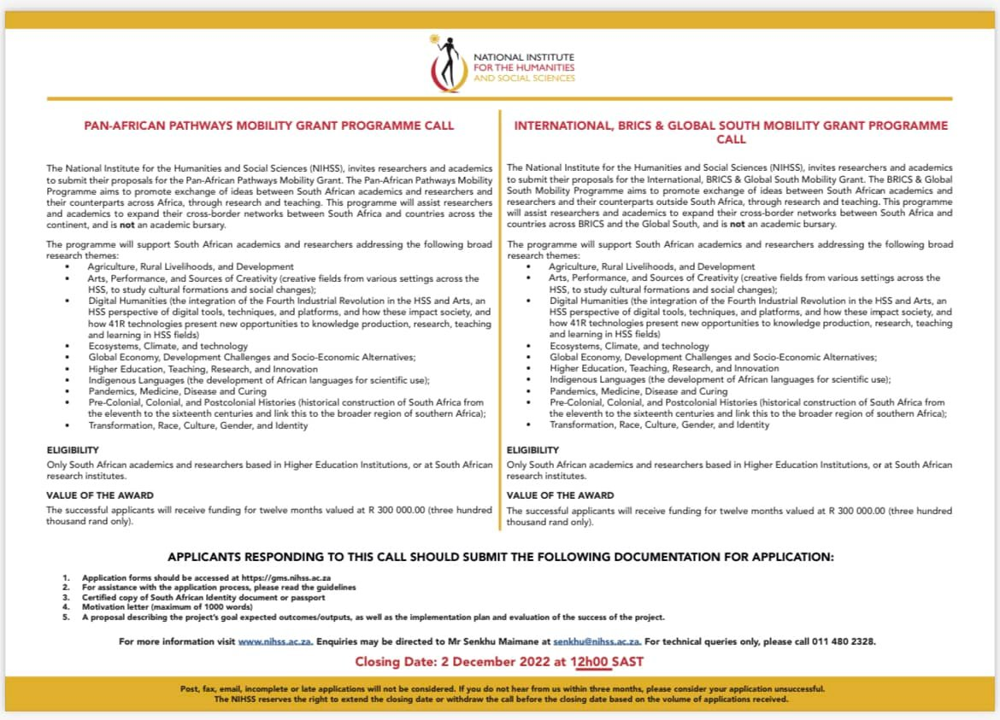 NATIONAL INSTITUTE
FOR THE HUMANITIES
AND SOCIAL SCIENCES
PAN-AFRICAN PATHWAYS MOBILITY GRANT PROGRAMME CALL
The National Institute for the Humanities and Social Sciences (NIHSS), invites researchers and academics
to submit their proposals for the Pan-African Pathways Mobility Grant. The Pan-African Pathways Mobility
Programme aims to promote exchange of ideas between South African academics and researchers and
their counterparts across Africa, through research and teaching. This programme will assist researchers
and academics to expand their cross-border networks between South Africa and countries across the
continent, and is not an academic bursary.
The programme will support South African academics and researchers addressing the following broad
research themes:
▪ Agriculture, Rural Livelihoods, and Development
▪ Arts, Performance, and Sources of Creativity (creative fields from various settings across the
HSS, to study cultural formations and social changes);
▪ Digital Humanities (the integration of the Fourth Industrial Revolution in the HSS and Arts, an
HSS perspective of digital tools, techniques, and platforms, and how these impact society, and
how 41R technologies present new opportunities to knowledge production, research, teaching
and learning in HSS fields)
▪ Ecosystems, Climate, and technology
▪ Global Economy, Development Challenges and Socio-Economic Alternatives;
▪ Higher Education, Teaching, Research, and Innovation
▪ Indigenous Languages (the development of African languages for scientific use);
▪ Pandemics, Medicine, Disease and Curing
▪ Pre-Colonial, Colonial, and Postcolonial Histories (historical construction of South Africa from
the eleventh to the sixteenth centuries and link this to the broader region of southern Africa);
▪ Transformation, Race, Culture, Gender, and Identity
ELIGIBILITY
Only South African academics and researchers based in Higher Education Institutions, or at South African
research institutes.
VALUE OF THE AWARD
The successful applicants will receive funding for twelve months valued at R 300 000.00 (three hundred
thousand rand only).
INTERNATIONAL, BRICS & GLOBAL SOUTH MOBILITY GRANT PROGRAMME
CALL
The National Institute for the Humanities and Social Sciences (NIHSS), invites researchers and academics
to submit their proposals for the International, BRICS & Global South Mobility Grant. The BRICS & Global
South Mobility Programme aims to promote exchange of ideas between South African academics and
researchers and their counterparts outside South Africa, through research and teaching. This programme
will assist researchers and academics to expand their cross-border networks between South Africa and
countries across BRICS and the Global South, and is not an academic bursary.
The programme will support South African academics and researchers addressing the following broad
research themes:
▪ Agriculture, Rural Livelihoods, and Development
▪ Arts, Performance, and Sources of Creativity (creative fields from various settings across the
HSS, to study cultural formations and social changes);
▪ Digital Humanities (the integration of the Fourth Industrial Revolution in the HSS and Arts, an
HSS perspective of digital tools, techniques, and platforms, and how these impact society, and
how 41R technologies present new opportunities to knowledge production, research, teaching
and learning in HSS fields)
▪ Ecosystems, Climate, and technology
▪ Global Economy, Development Challenges and Socio-Economic Alternatives;
▪ Higher Education, Teaching, Research, and Innovation
▪ Indigenous Languages (the development of African languages for scientific use);
▪ Pandemics, Medicine, Disease and Curing
▪ Pre-Colonial, Colonial, and Postcolonial Histories (historical construction of South Africa from
the eleventh to the sixteenth centuries and link this to the broader region of southern Africa);
▪ Transformation, Race, Culture, Gender, and Identity
ELIGIBILITY
Only South African academics and researchers based in Higher Education Institutions, or at South African
research institutes.
VALUE OF THE AWARD
The successful applicants will receive funding for twelve months valued at R 300 000.00 (three hundred
thousand rand only).
APPLICANTS RESPONDING TO THIS CALL SHOULD SUBMIT THE FOLLOWING DOCUMENTATION FOR APPLICATION:
1. Application forms should be accessed at https://gms.nihss.ac.za
2. For assistance with the application process, please read the guidelines
3. Certified copy of South African Identity document or passport
4. Motivation letter (maximum of 1000 words)
5. A proposal describing the project's goal expected outcomes/outputs, as well as the implementation plan and evaluation of the success of the project.
For more information visit www.nihss.ac.za. Enquiries may be directed to Mr Senkhu Maimane at senkhu@nihss.ac.za. For technical queries only, please call 011 480 2328.
Closing Date: 2 December 2022 at 12h00 SAST
Post, fax, email, incomplete or late applications will not be considered. If you do not hear from us within three months, please consider your application unsuccessful.
The NIHSS reserves the right to extend the closing date or withdraw the call before the closing date based on the volume of applications received.